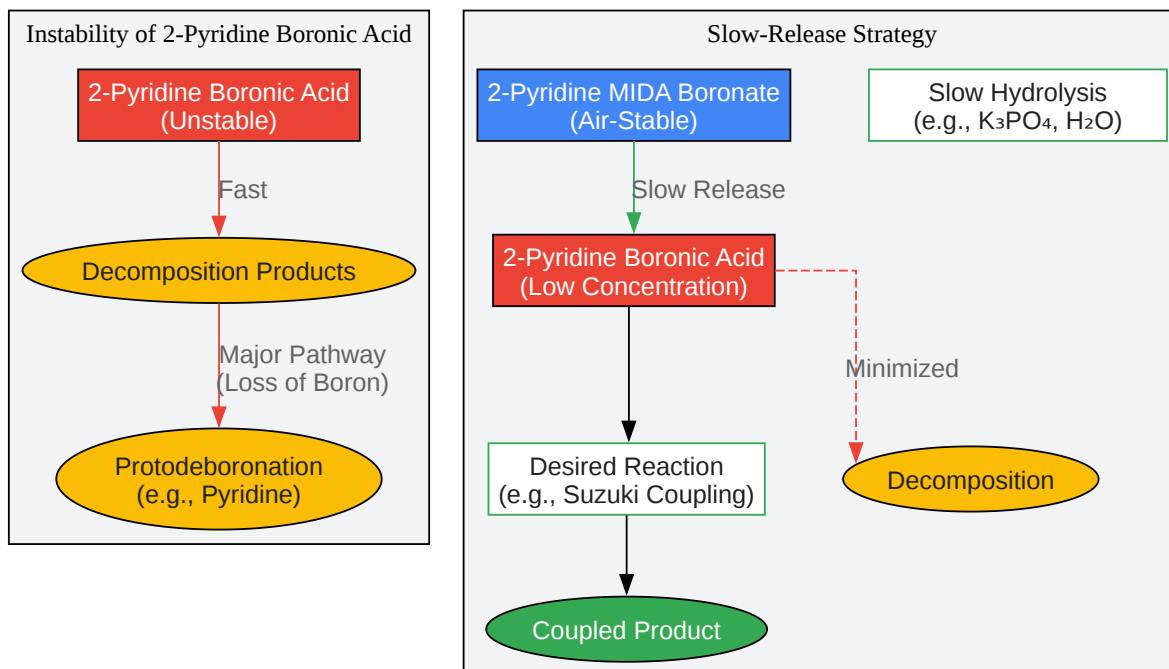 Instability of 2-Pyridine Boronic Acid
2-Pyridine Boronic Acid
(Unstable)
Fast
Decomposition Products
Major Pathway
(Loss of Boron)
Protodeboronation
(e.g., Pyridine)
Slow-Release Strategy
2-Pyridine MIDA Boronate
(Air-Stable)
Slow Hydrolysis
(e.g., K₃PO₄, H₂O)
Slow Release
2-Pyridine Boronic Acid
(Low Concentration)
Minimized
Desired Reaction
(e.g., Suzuki Coupling)
Decomposition
Coupled Product